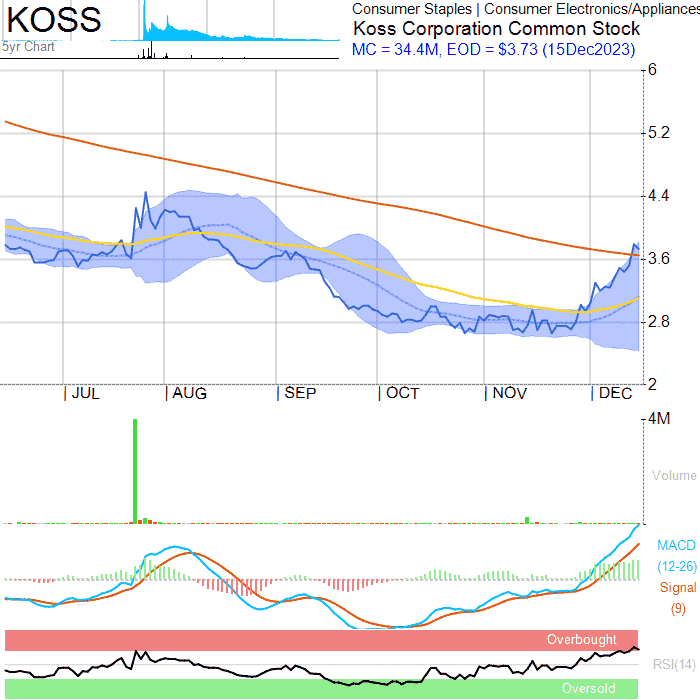 KOSS
5yr Chart
Consumer Staples | Consumer Electronics/Appliances
Koss Corporation Common Stock
MC = 34.4M, EOD = $3.73 (15Dec2023)
6
5.2
4.4
3.6
2.8
2
JUL AUG SEP OCT NOV DEC
4M
Volume
MACD
(12-26)
Signal
(9)
Overbought
RSI(14)
Oversold